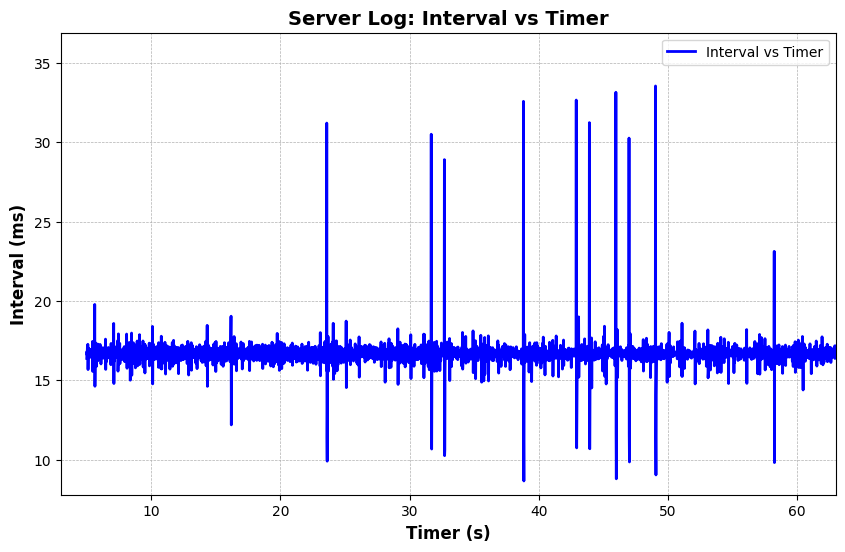 Server Log: Interval vs Timer
Interval vs Timer
35
30
25
20
15
10
Interval (ms)
10 20 30 40 50 60
Timer (s)